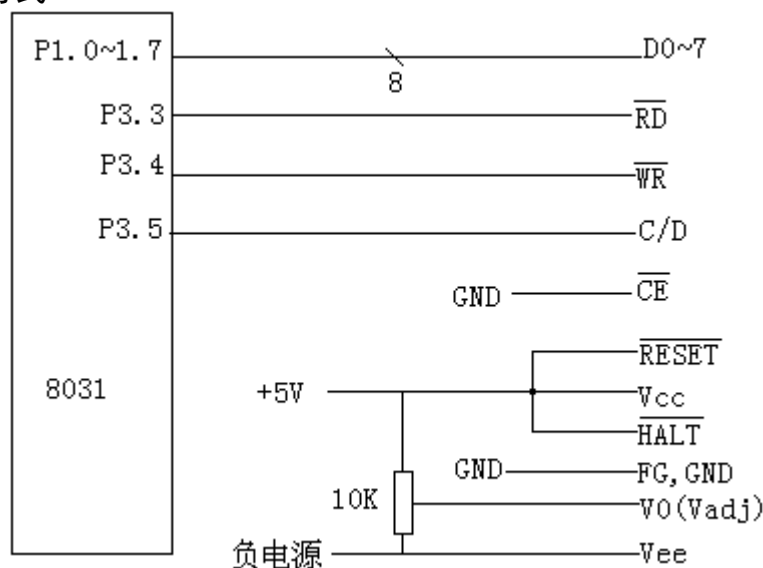 P1.0~1.7 8 D0~7
P3.3 RD
P3.4 WR
P3.5 C/D
GND CE
RESET
8031 +5V Vcc
HALT
GND FG,GND
10K V0(Vadj)
负电源 Vee